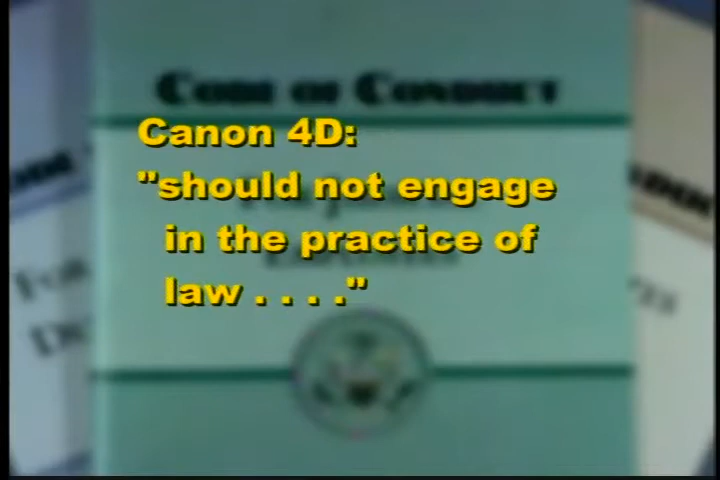 CODE OF CONDUCT
Canon 4D:
"should not engage
in the practice of
law . . . ."